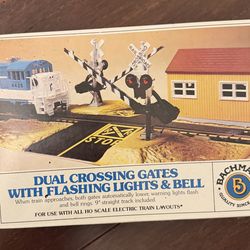 STOP
DUAL CROSSING GATES
WITH FLASHING LIGHTS & BELL
When train approaches, both gates automatically lower, warning lights flash
and bell rings. 9" straight track included.
FOR USE WITH ALL HO SCALE ELECTRIC TRAIN LAYOUTS*
QUALITY SINCE